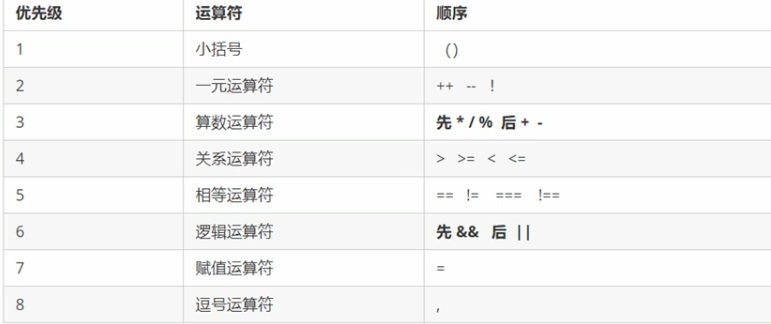 优先级 运算符 顺序
1 小括号 ()
2 一元运算符 ++ -- !
3 算数运算符 先 * / % 后 + -
4 关系运算符 > >= < <=
5 相等运算符 == != === !==
6 逻辑运算符 先 && 后 ||
7 赋值运算符 =
8 逗号运算符 ,